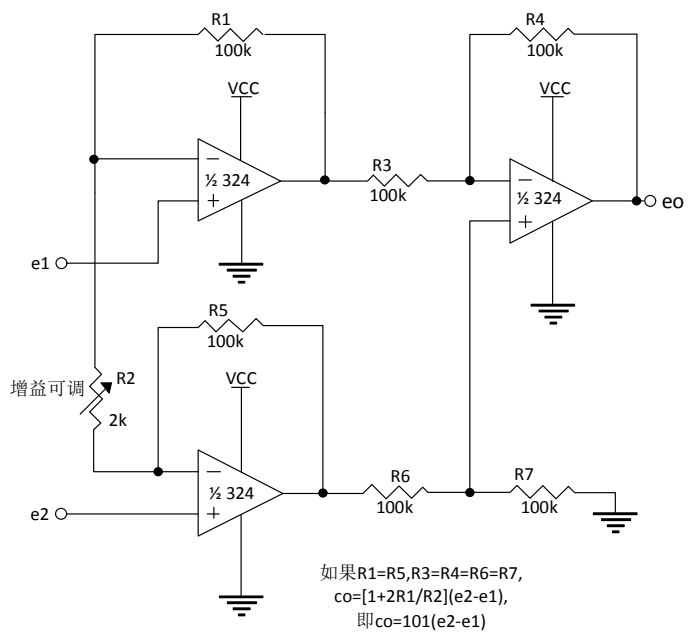 R1
100k
R4
100k
VCC
VCC
−
½ 324
+
R3
100k
−
½ 324
+
eo
e1
R5
100k
增益可调
R2
2k
VCC
−
½ 324
+
e2
R6
100k
R7
100k
如果R1=R5,R3=R4=R6=R7,
co=[1+2R1/R2](e2-e1),
即co=101(e2-e1)